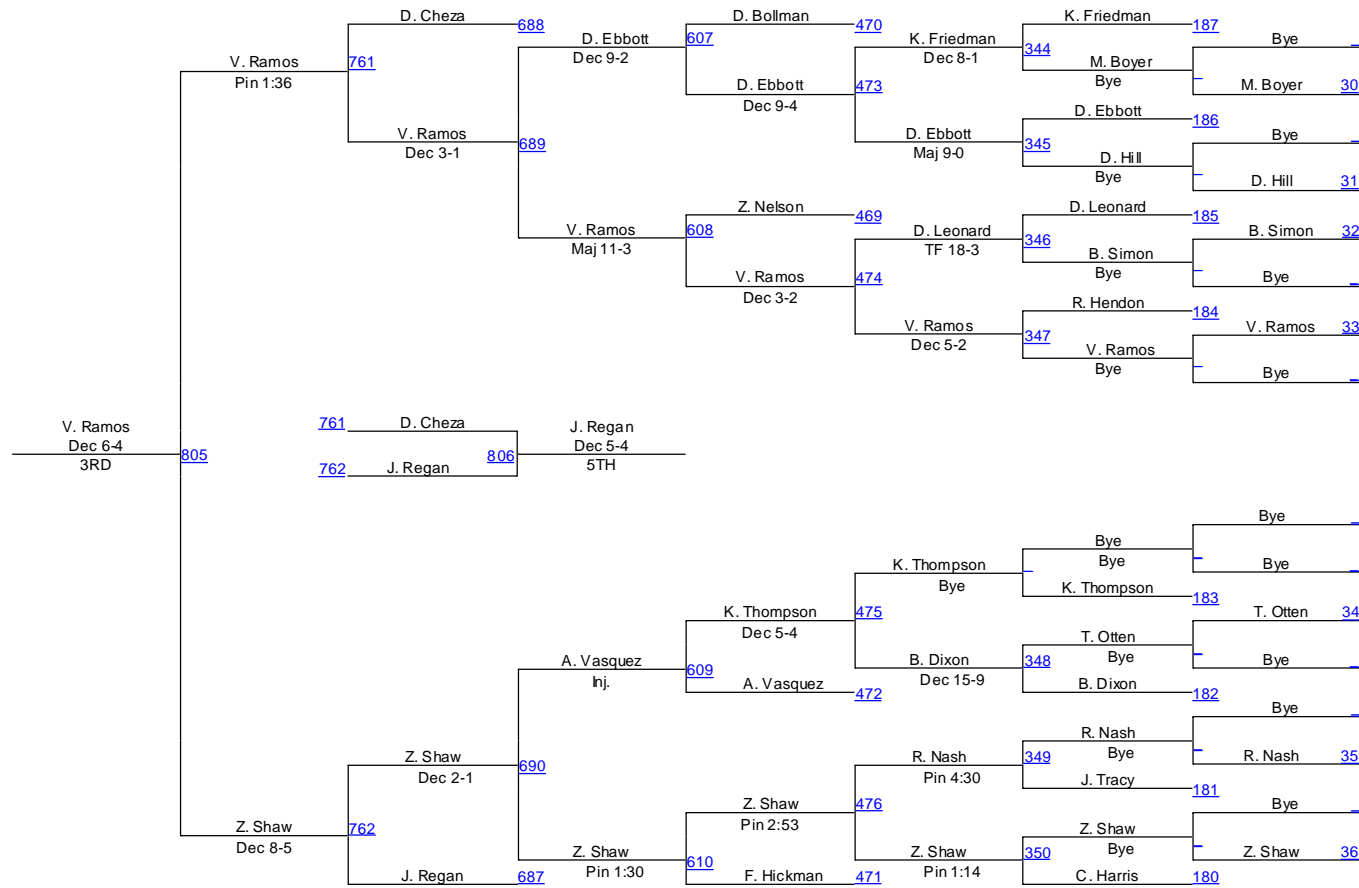 D. Cheza
688
D. Bollman
470
K. Friedman
187
D. Ebbott
607
K. Friedman
344
Bye
Dec 9-2
Dec 8-1
V. Ramos
761
M. Boyer
Pin 1:36
Bye
D. Ebbott
473
M. Boyer
30
Dec 9-4
D. Ebbott
186
V. Ramos
689
D. Ebbott
345
Bye
Dec 3-1
Maj 9-0
D. Hill
Bye
D. Hill
31
Z. Nelson
469
D. Leonard
185
V. Ramos
608
D. Leonard
346
B. Simon
32
Maj 11-3
TF 18-3
B. Simon
Bye
V. Ramos
474
Bye
Dec 3-2
R. Hendon
184
V. Ramos
347
V. Ramos
33
Dec 5-2
V. Ramos
Bye
Bye
V. Ramos
761
D. Cheza
J. Regan
Dec 6-4
805
806
Dec 5-4
3RD
762
J. Regan
5TH
Bye
Bye
Bye
Bye
K. Thompson
Bye
K. Thompson
183
K. Thompson
475
T. Otten
34
Dec 5-4
T. Otten
Bye
A. Vasquez
609
B. Dixon
348
Bye
Inj.
Dec 15-9
A. Vasquez
472
B. Dixon
182
Bye
R. Nash
Bye
Z. Shaw
690
R. Nash
349
R. Nash
35
Dec 2-1
Pin 4:30
J. Tracy
181
Z. Shaw
476
Bye
Pin 2:53
Z. Shaw
762
Z. Shaw
Dec 8-5
Bye
Z. Shaw
610
Z. Shaw
350
Z. Shaw
36
Pin 1:30
Pin 1:14
J. Regan
687
F. Hickman
471
C. Harris
180